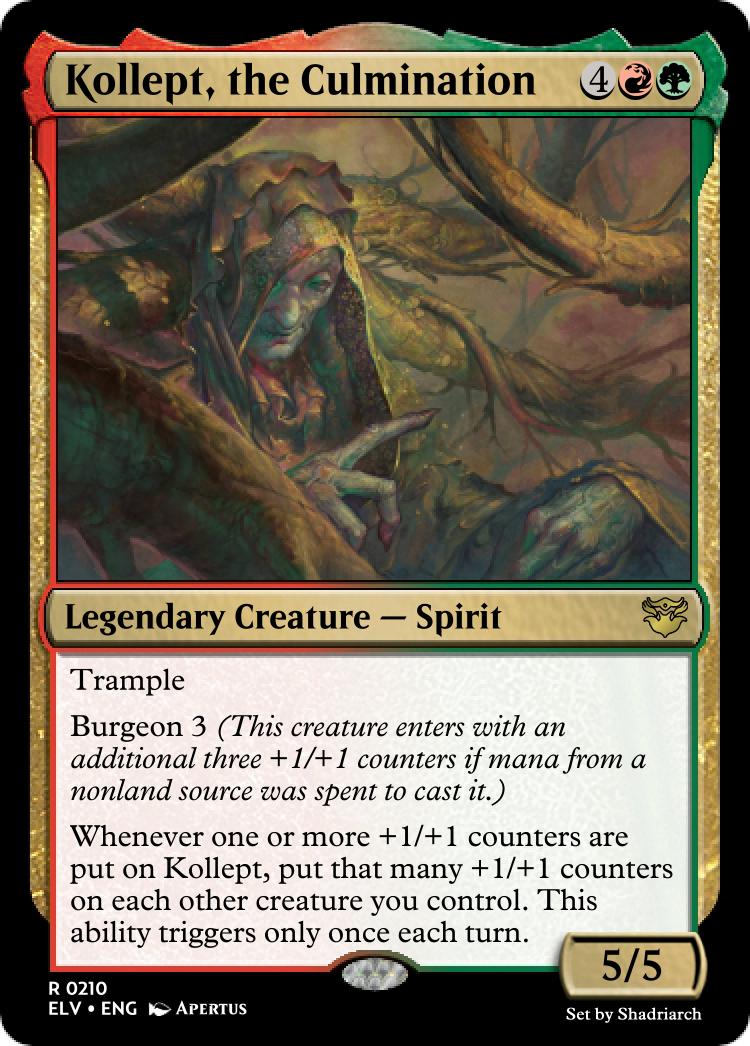 Kollept, the Culmination 4
Legendary Creature — Spirit
Trample
Burgeon 3 (This creature enters with an
additional three +1/+1 counters if mana from a
nonland source was spent to cast it.)
Whenever one or more +1/+1 counters are
put on Kollept, put that many +1/+1 counters
on each other creature you control. This
ability triggers only once each turn.
5/5
R 0210
ELV • ENG Apertus
Set by Shadriarch